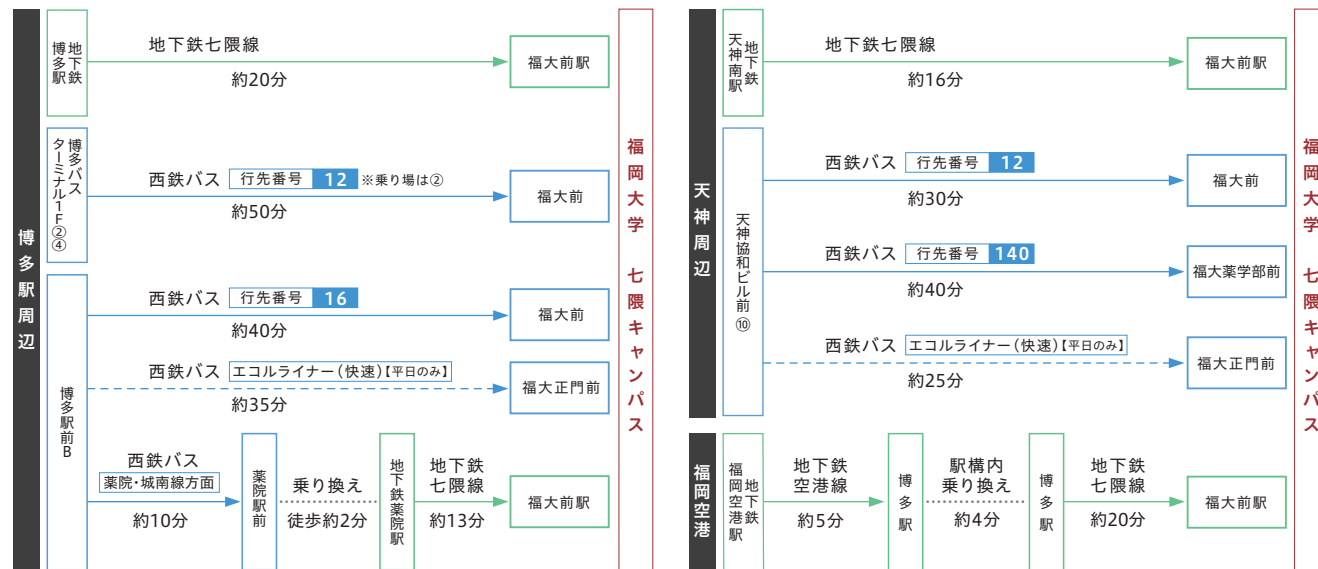 博多駅周辺
地下鉄
博多駅
地下鉄七隈線
約20分
福大前駅
博多バス
ターミナル1F②④
西鉄バス 行先番号 12 ※乗り場は②
約50分
福大前
博多駅前B
西鉄バス 行先番号 16
約40分
福大前
西鉄バス エコルライナー(快速)【平日のみ】
約35分
福大正門前
西鉄バス
薬院・城南線方面
約10分
薬院駅前
乗り換え
徒歩約2分
地下鉄薬院駅
地下鉄
七隈線
約13分
福大前駅
福岡大学 七隈キャンパス
天神周辺
地下鉄
天神南駅
地下鉄七隈線
約16分
福大前駅
天神協和ビル前⑩
西鉄バス 行先番号 12
約30分
福大前
西鉄バス 行先番号 140
約40分
福大薬学部前
西鉄バス エコルライナー(快速)【平日のみ】
約25分
福大正門前
福岡空港
地下鉄
福岡空港駅
地下鉄
空港線
約5分
博多駅
駅構内
乗り換え
約4分
博多駅
地下鉄
七隈線
約20分
福大前駅
福岡大学 七隈キャンパス